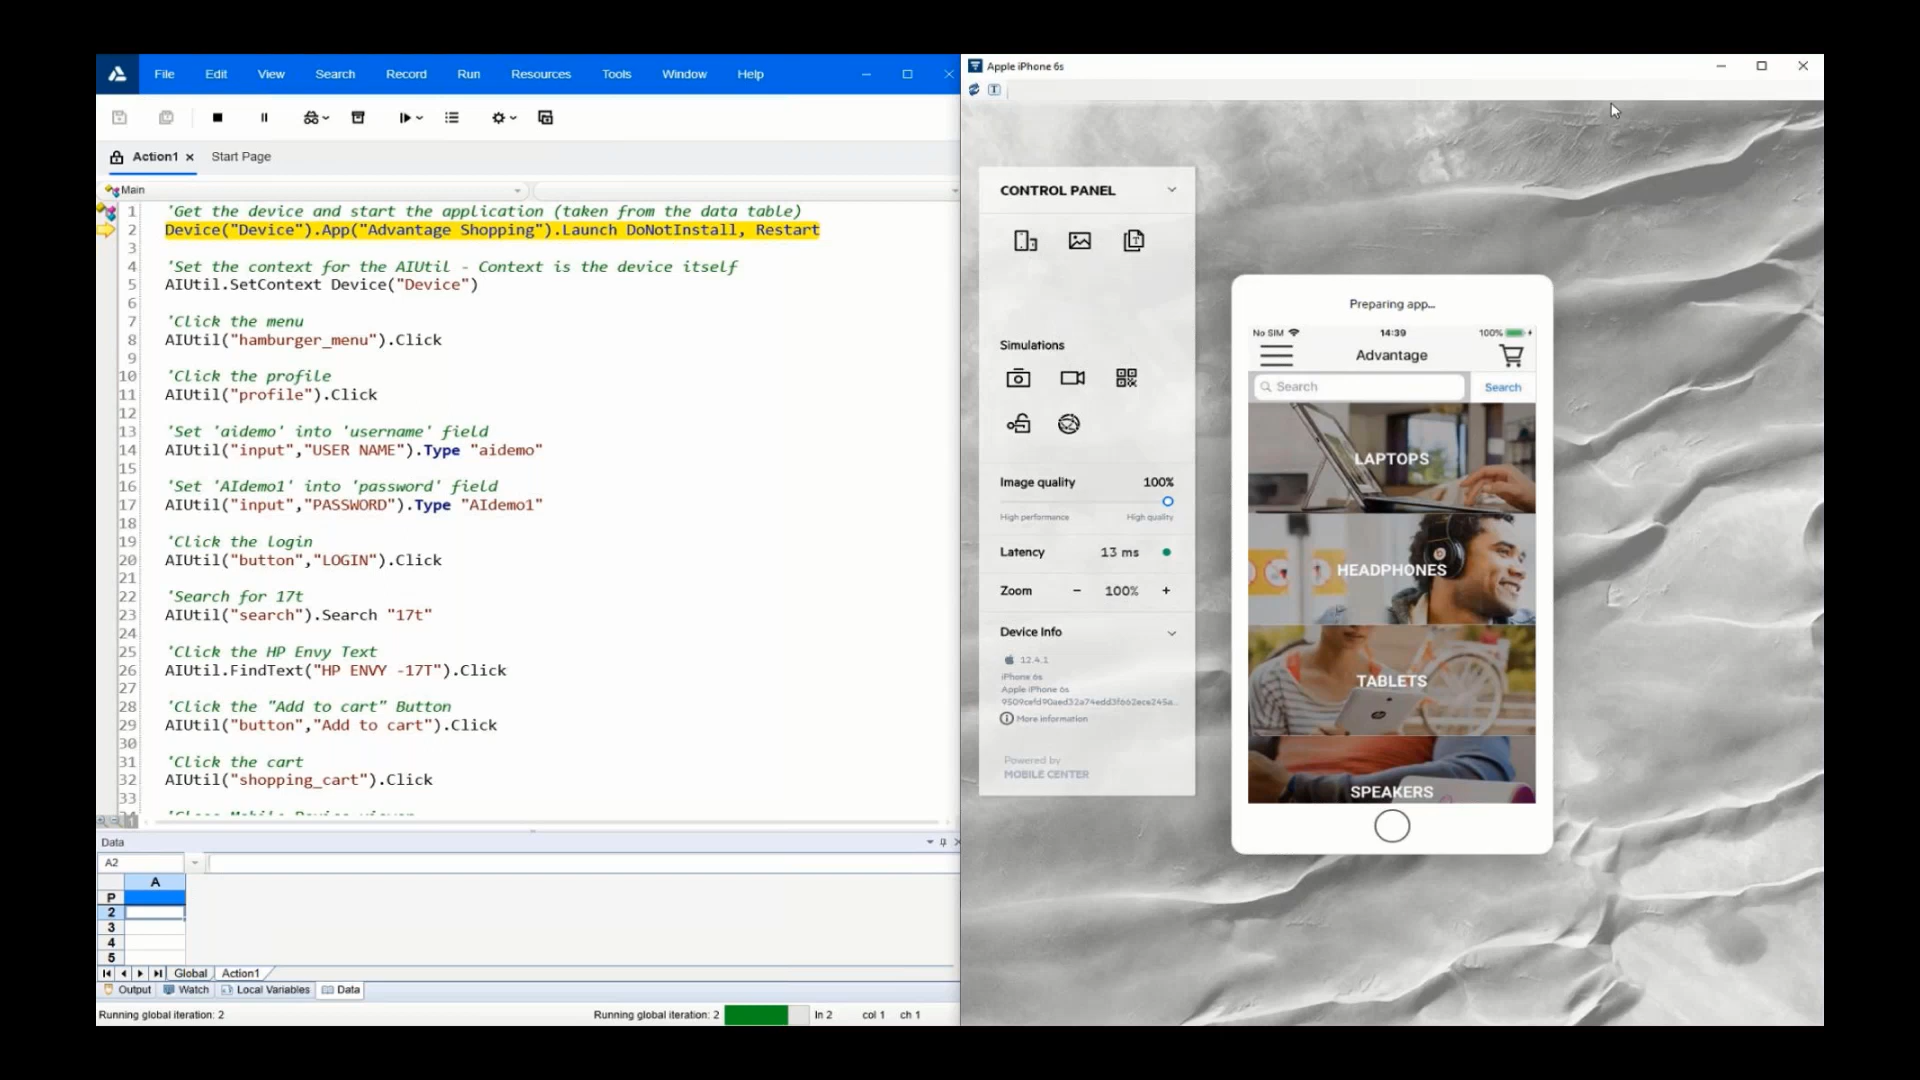 File Edit View Search Record Run Resources Tools Window Help
Action1 × Start Page
Main
1 'Get the device and start the application (taken from the data table)
2 Device("Device").App("Advantage Shopping").Launch DoNotInstall, Restart
3
4 'Set the context for the AIUtil - Context is the device itself
5 AIUtil.SetContext Device("Device")
6
7 'Click the menu
8 AIUtil("hamburger_menu").Click
9
10 'Click the profile
11 AIUtil("profile").Click
12
13 'Set 'aidemo' into 'username' field
14 AIUtil("input","USER NAME").Type "aidemo"
15
16 'Set 'AIdemo1' into 'password' field
17 AIUtil("input","PASSWORD").Type "AIdemo1"
18
19 'Click the login
20 AIUtil("button","LOGIN").Click
21
22 'Search for 17t
23 AIUtil("search").Search "17t"
24
25 'Click the HP Envy Text
26 AIUtil.FindText("HP ENVY -17T").Click
27
28 'Click the "Add to cart" Button
29 AIUtil("button","Add to cart").Click
30
31 'Click the cart
32 AIUtil("shopping_cart").Click
33
Data
A2
A
P
2
3
4
5
Global Action1
Output Watch Local Variables Data
Running global iteration: 2 Running global iteration: 2 ln 2 col 1 ch 1
Apple iPhone 6s
CONTROL PANEL
Simulations
Image quality 100%
High performance High quality
Latency 13 ms
Zoom − 100% +
Device Info
12.4.1
iPhone 6s
Apple iPhone 6s
More information
Powered by
MOBILE CENTER
Preparing app...
No SIM 14:39 100%
Advantage
Search Search
LAPTOPS
HEADPHONES
TABLETS
SPEAKERS